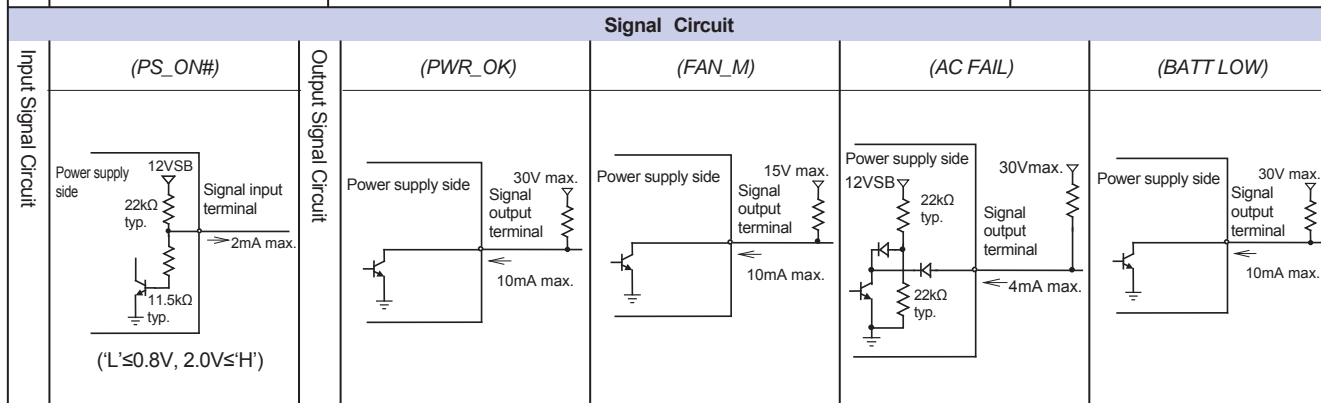 Signal Circuit
Input Signal Circuit
(PS_ON#)
Power supply
side
12VSB
22kΩ
typ.
Signal input
terminal
2mA max.
11.5kΩ
typ.
('L'≤0.8V, 2.0V≤'H')
Output Signal Circuit
(PWR_OK)
Power supply side
30V max.
Signal
output
terminal
10mA max.
(FAN_M)
Power supply side
15V max.
Signal
output
terminal
10mA max.
(AC FAIL)
Power supply side
12VSB
22kΩ
typ.
30Vmax.
Signal
output
terminal
4mA max.
22kΩ
typ.
(BATT LOW)
Power supply side
30V max.
Signal
output
terminal
10mA max.